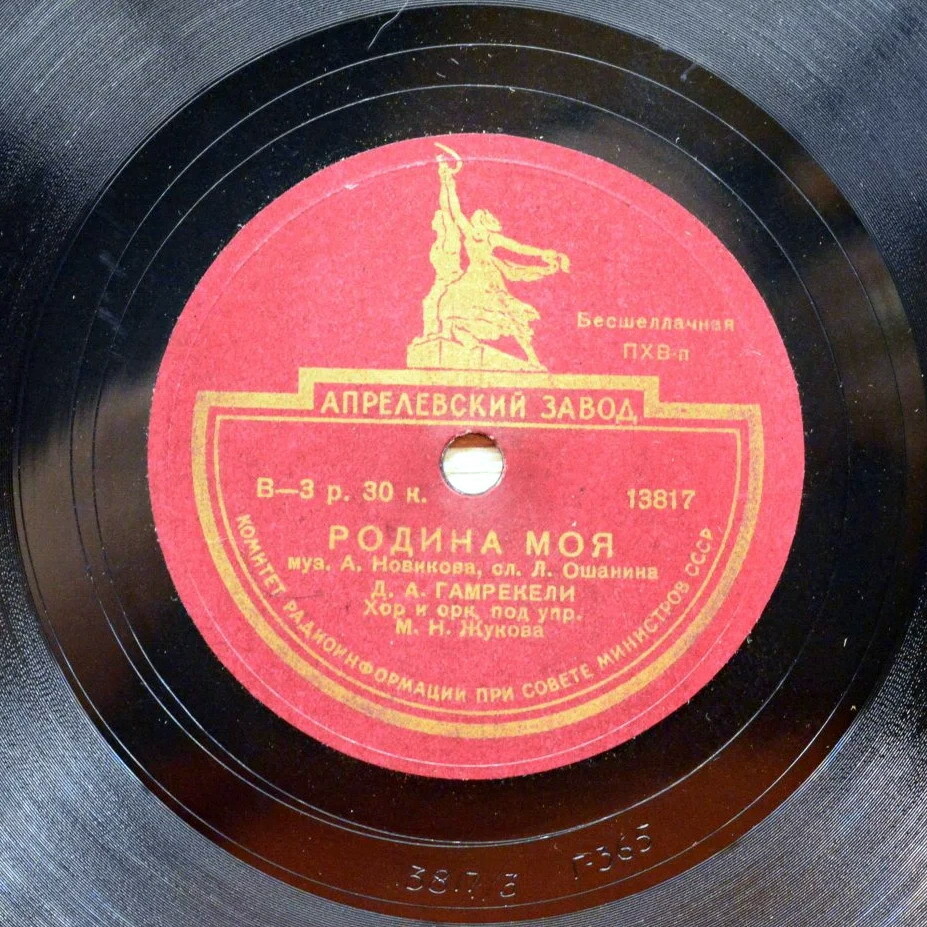 Бесшеллачная
ПХВ-п
АПРЕЛЕВСКИЙ ЗАВОД
В—3 р. 30 к. 13817
РОДИНА МОЯ
муз. А. Новикова, сл. Л. Ошанина
Д. А. ГАМРЕКЕЛИ
Хор и орк. под упр.
М. Н. Жукова
КОМИТЕТ РАДИОИНФОРМАЦИИ ПРИ СОВЕТЕ МИНИСТРОВ СССР
Г-365